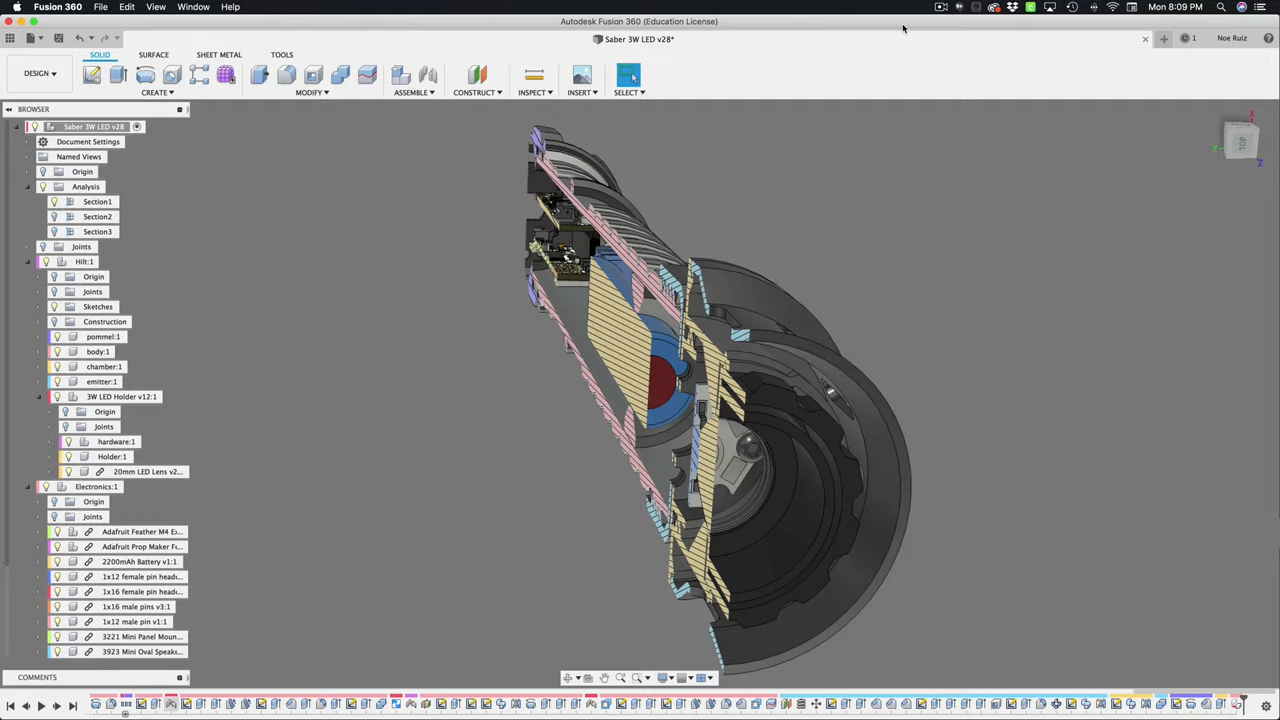 Fusion 360 File Edit View Window Help
Mon 8:09 PM
Autodesk Fusion 360 (Education License)
Saber 3W LED v28*
1 Noe Ruiz
DESIGN
SOLID SURFACE SHEET METAL TOOLS
CREATE MODIFY ASSEMBLE CONSTRUCT INSPECT INSERT SELECT
BROWSER
Saber 3W LED v28
Document Settings
Named Views
Origin
Analysis
Section1
Section2
Section3
Joints
Hilt:1
Origin
Joints
Sketches
Construction
pommel:1
body:1
chamber:1
emitter:1
3W LED Holder v12:1
Origin
Joints
hardware:1
Holder:1
20mm LED Lens v2...
Electronics:1
Origin
Joints
Adafruit Feather M4 E...
Adafruit Prop Maker F...
2200mAh Battery v1:1
1x12 female pin head...
1x16 female pin head...
1x16 male pins v3:1
1x12 male pin v1:1
3221 Mini Panel Moun...
3923 Mini Oval Speak...
COMMENTS
TOP
X
Y
Z